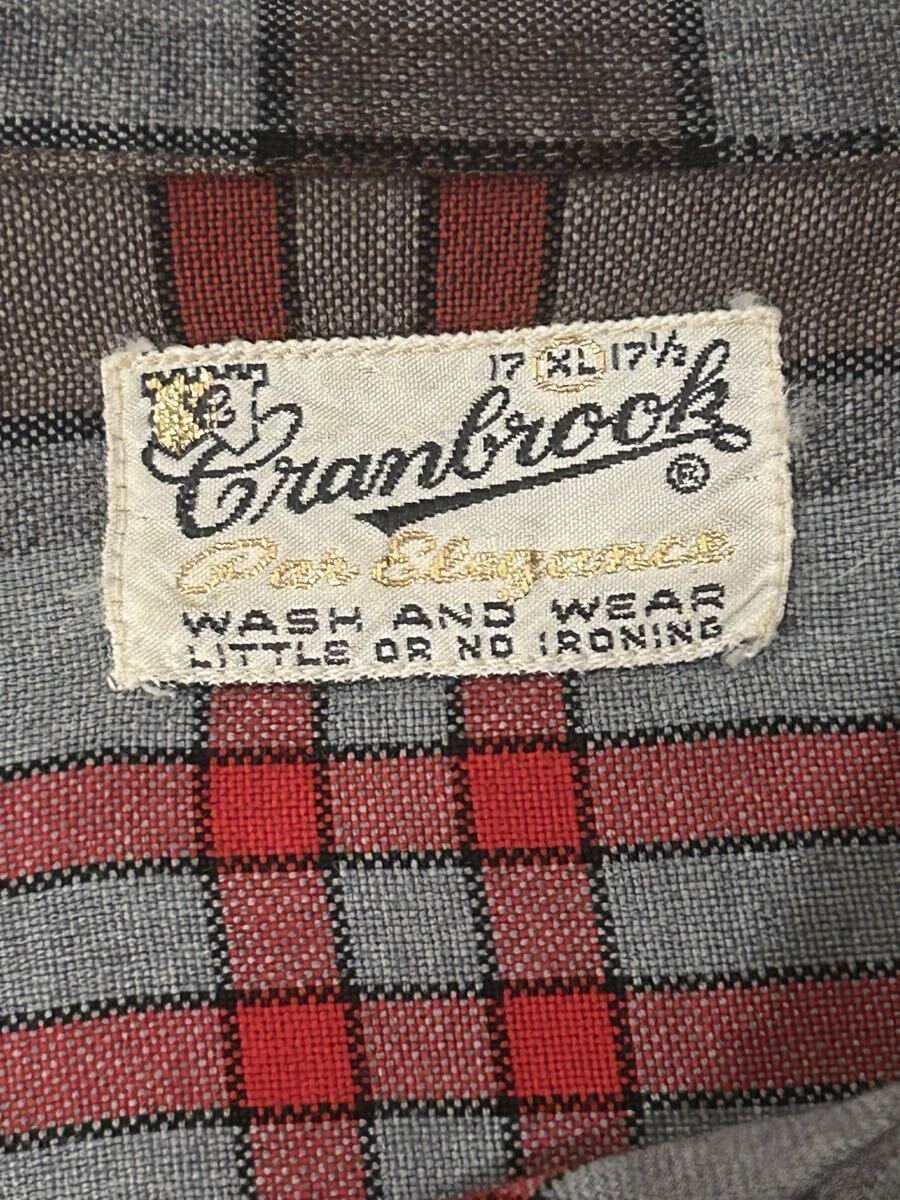 17 XL 17½
e
Cranbrook ®
Par Elegance
WASH AND WEAR
LITTLE OR NO IRONING